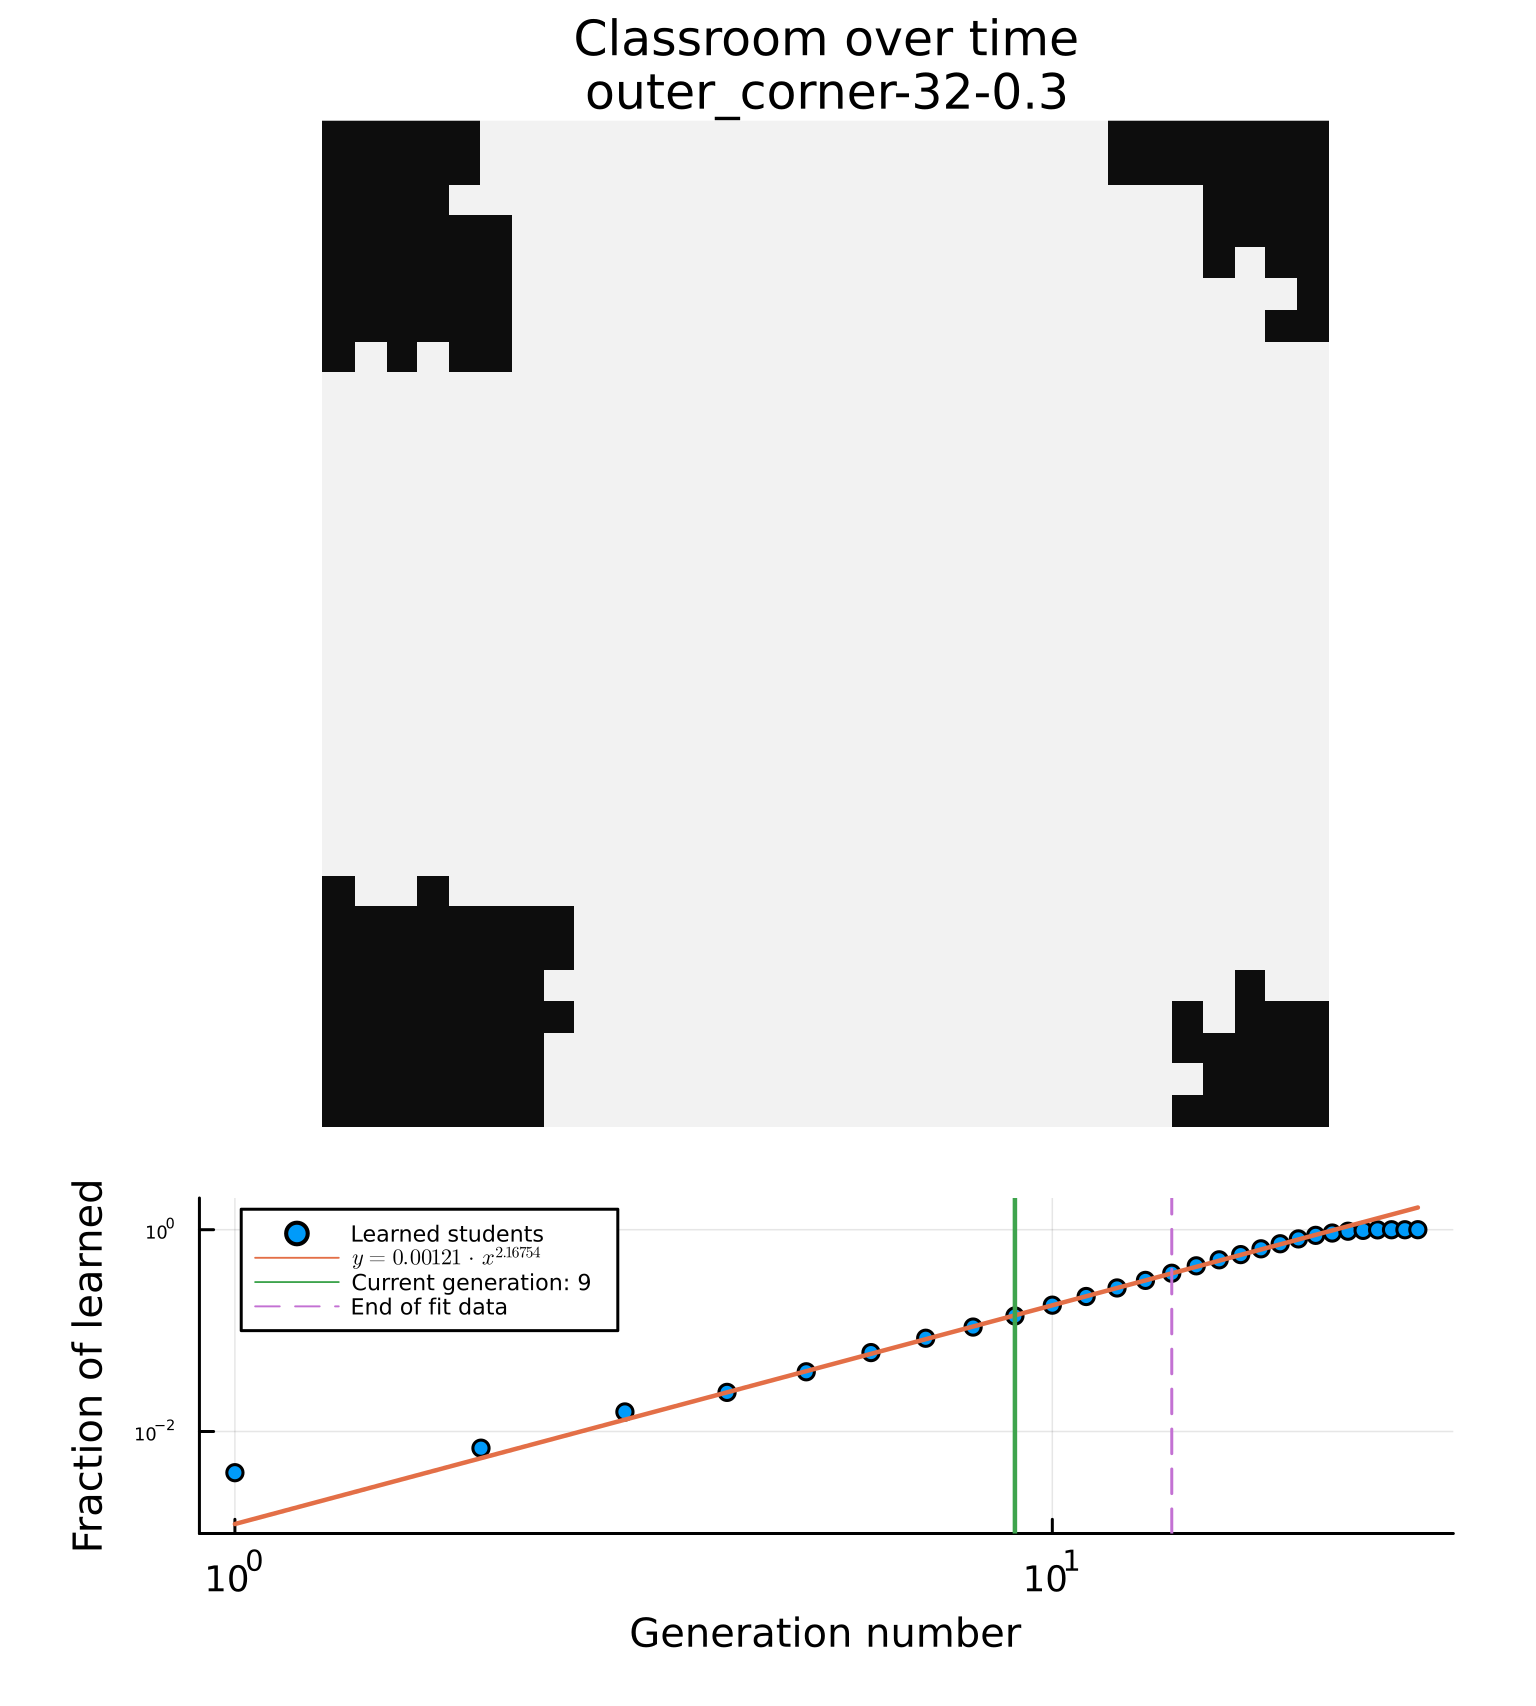 Classroom over time
outer_corner-32-0.3
Fraction of learned
10^0
10^−2
Learned students
y = 0.00121 · x^2.16754
Current generation: 9
End of fit data
10^0
10^1
Generation number